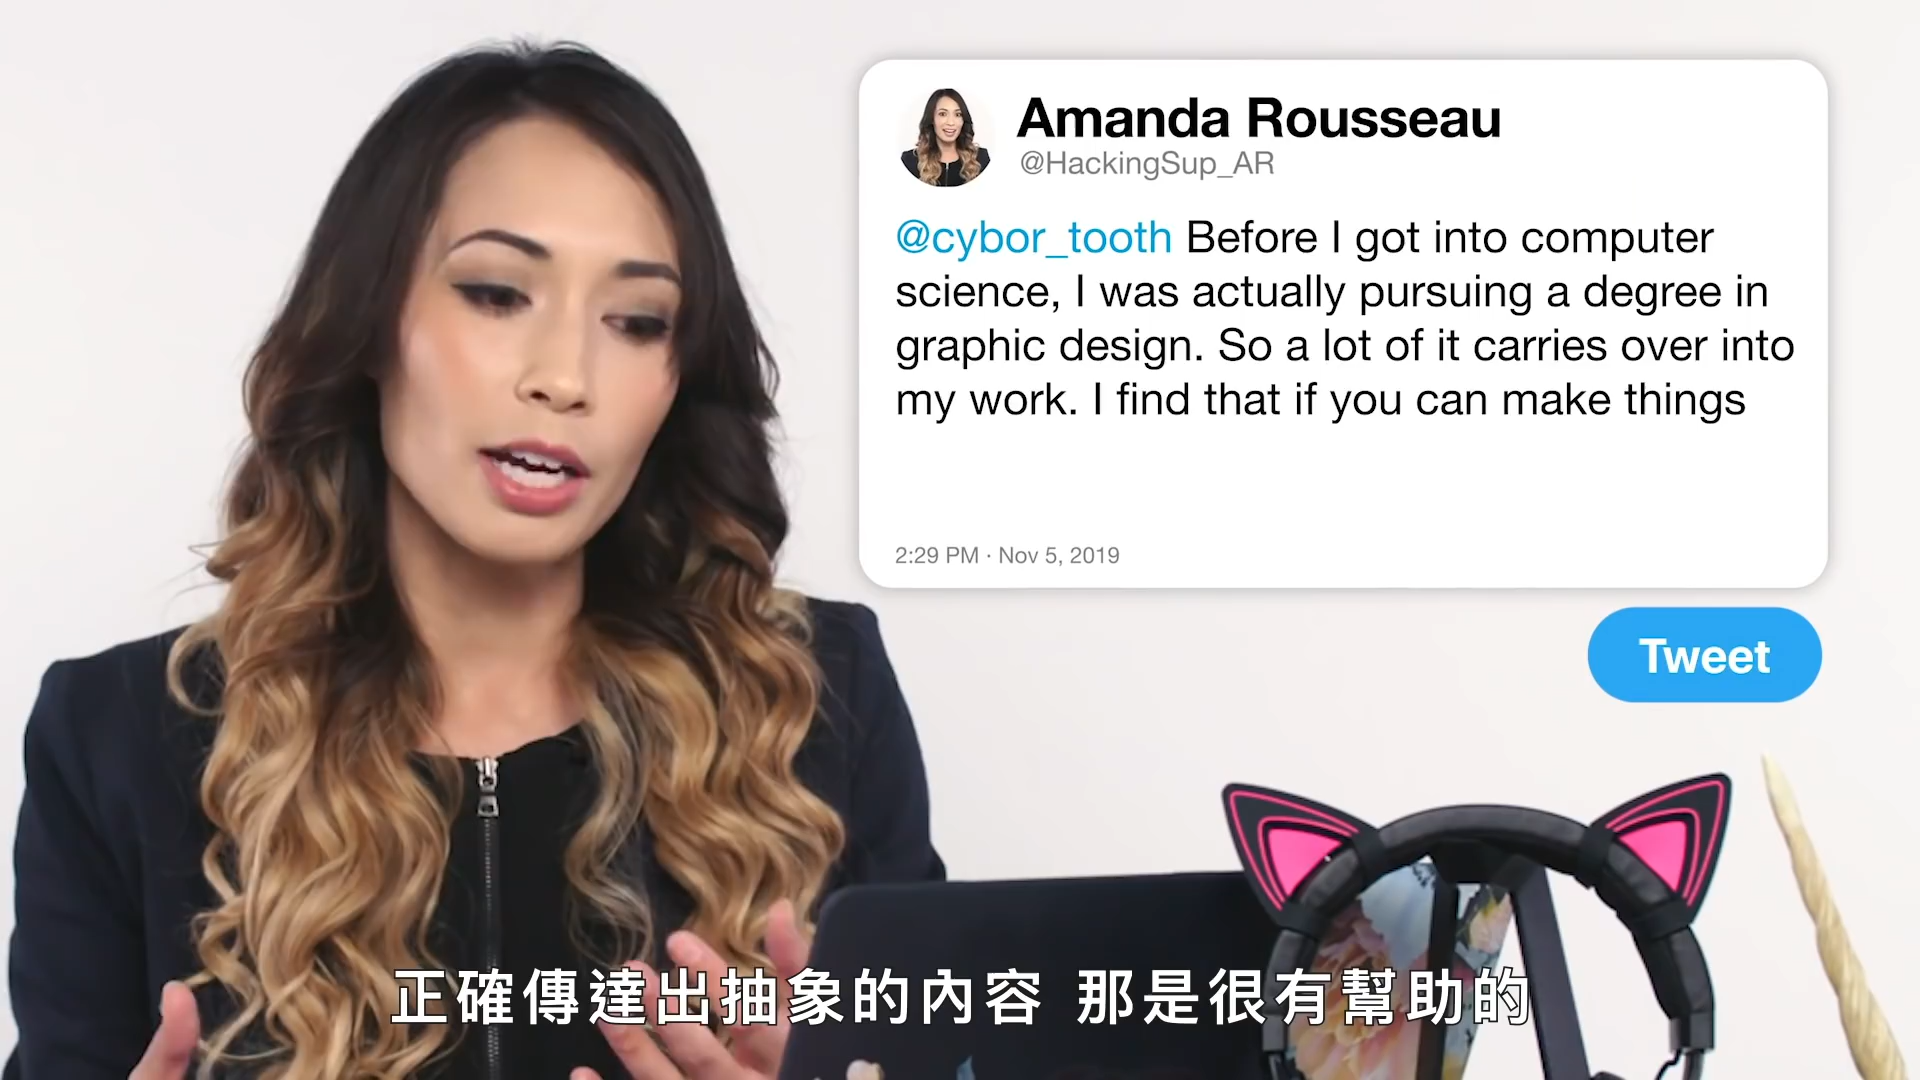 Amanda Rousseau
@HackingSup_AR
@cybor_tooth Before I got into computer
science, I was actually pursuing a degree in
graphic design. So a lot of it carries over into
my work. I find that if you can make things
2:29 PM · Nov 5, 2019
Tweet
正確傳達出抽象的內容 那是很有幫助的